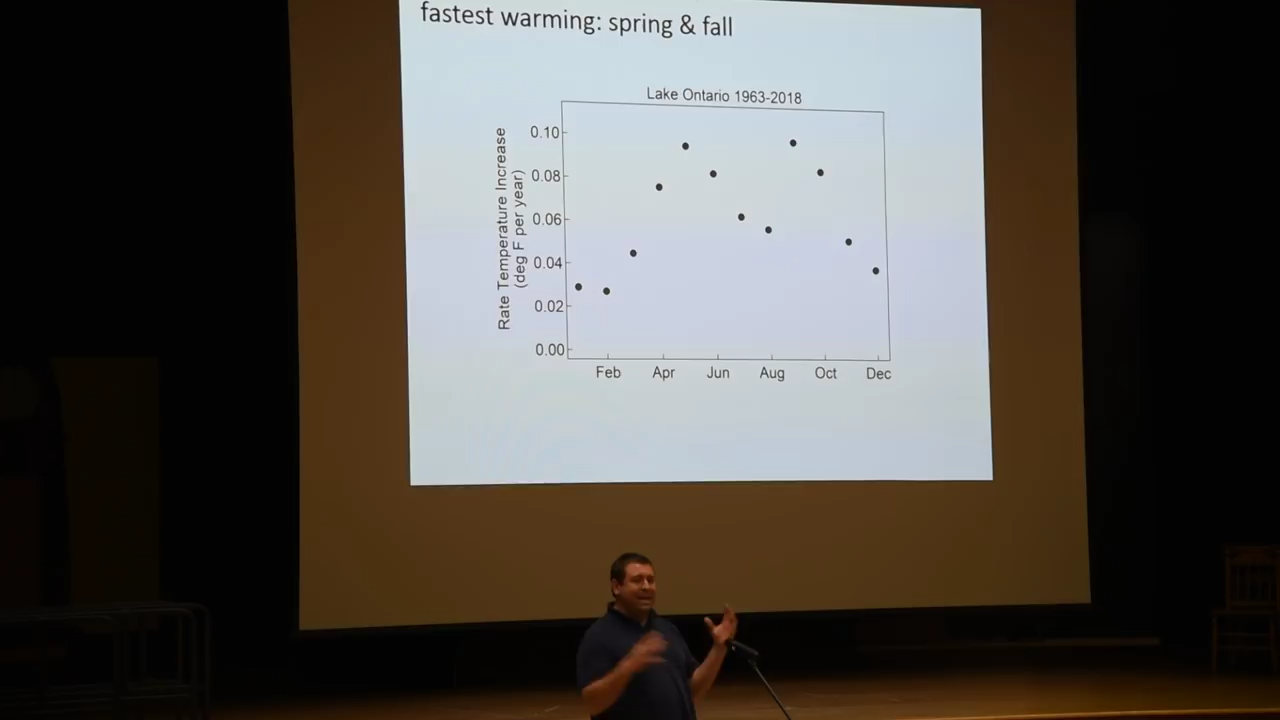 fastest warming: spring & fall
Lake Ontario 1963-2018
Rate Temperature Increase
(deg F per year)
0.10
0.08
0.06
0.04
0.02
0.00
Feb Apr Jun Aug Oct Dec